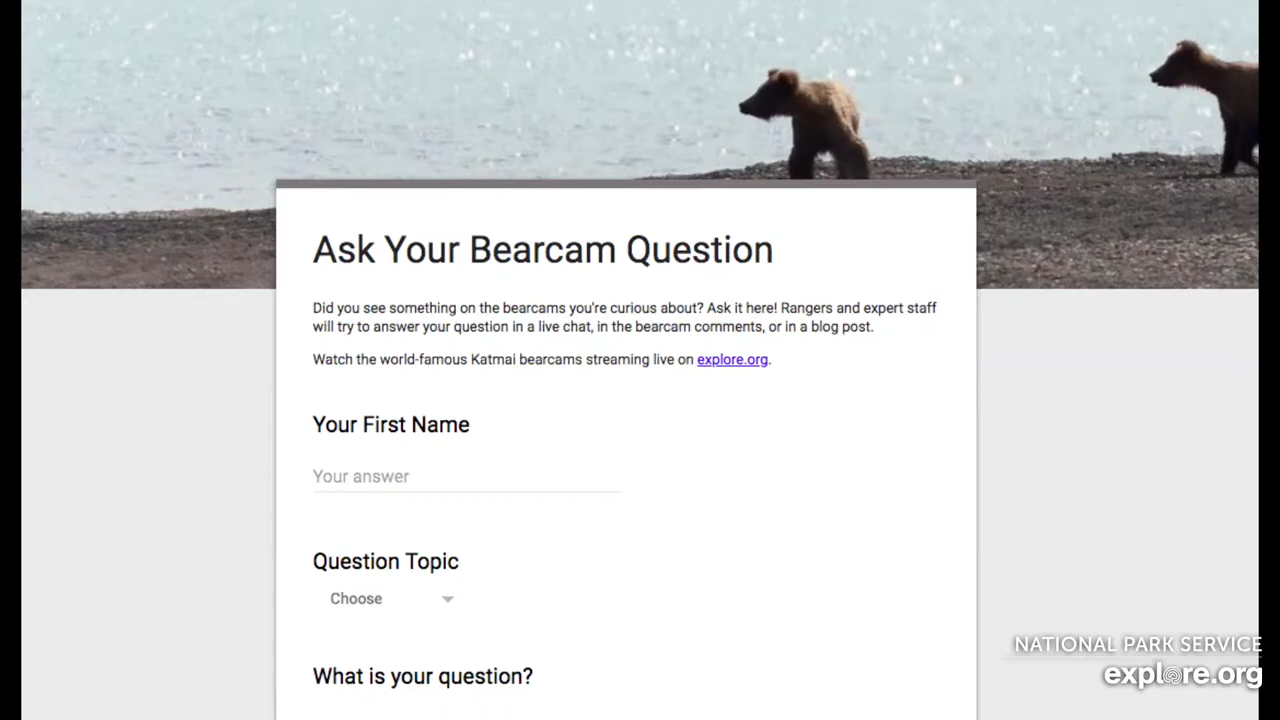 Ask Your Bearcam Question
Did you see something on the bearcams you're curious about? Ask it here! Rangers and expert staff
will try to answer your question in a live chat, in the bearcam comments, or in a blog post.
Watch the world-famous Katmai bearcams streaming live on explore.org.
Your First Name
Your answer
Question Topic
Choose
What is your question?
NATIONAL PARK SERVICE
explore.org